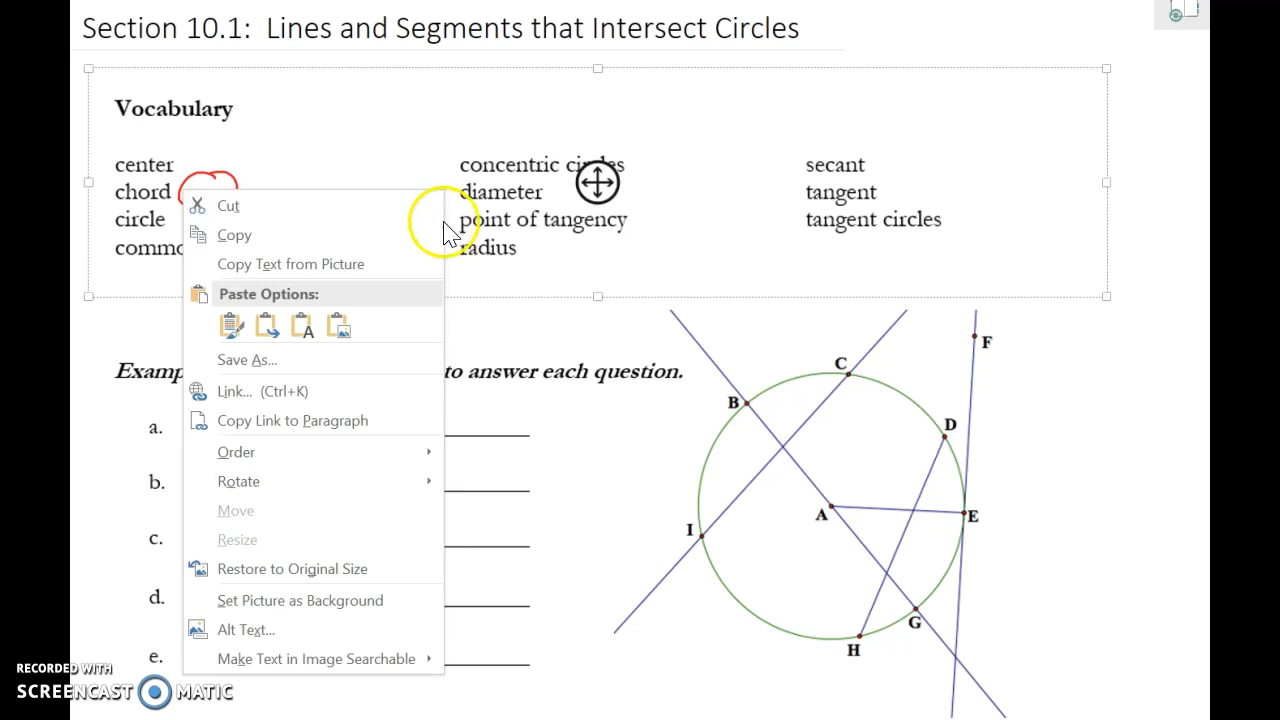 Section 10.1: Lines and Segments that Intersect Circles
Vocabulary
center
chord
circle
commo
concentric circles
diameter
point of tangency
radius
secant
tangent
tangent circles
Cut
Copy
Copy Text from Picture
Paste Options:
A
Save As...
Link... (Ctrl+K)
Copy Link to Paragraph
Order
Rotate
Move
Resize
Restore to Original Size
Set Picture as Background
Alt Text...
Make Text in Image Searchable
Examp to answer each question.
a.
b.
c.
d.
e.
C
F
B
D
A
E
I
G
H
RECORDED WITH
SCREENCAST MATIC